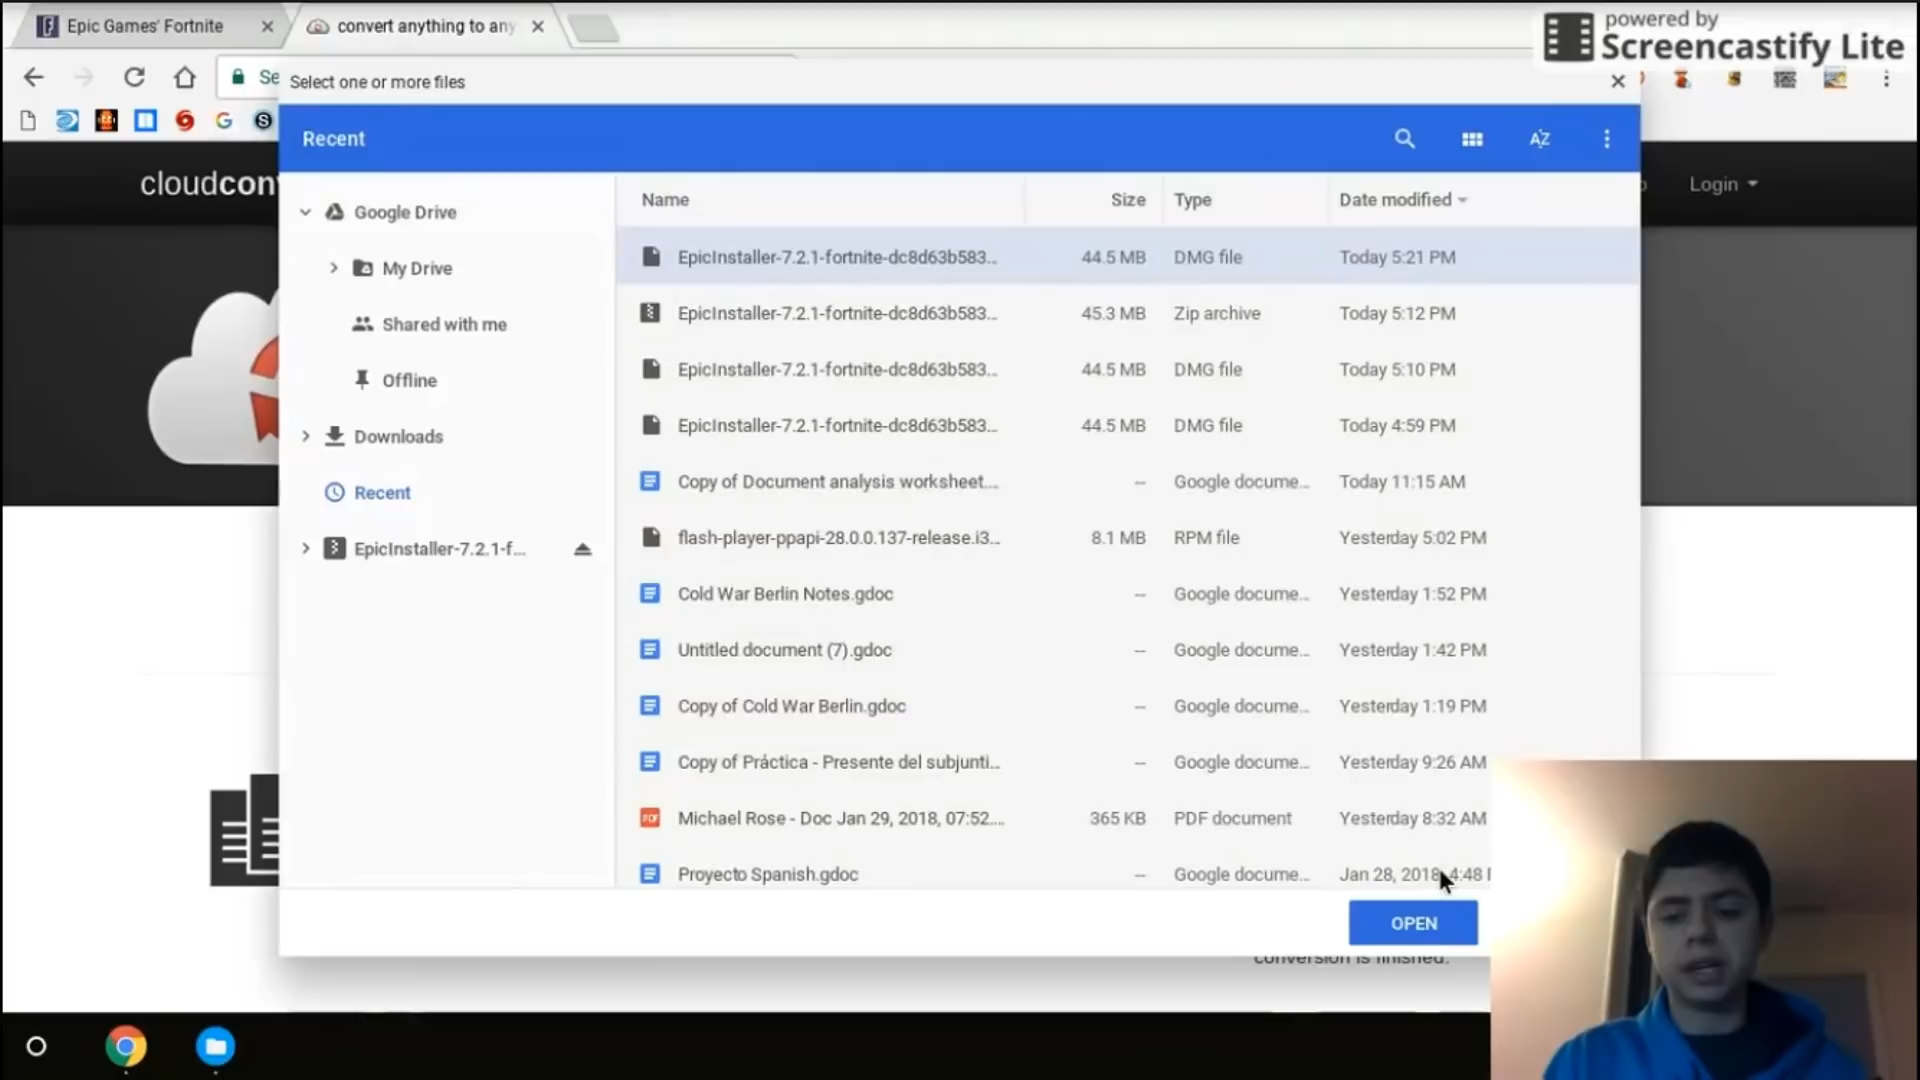 Epic Games' Fortnite
convert anything to any
powered by
Screencastify Lite
Se
Select one or more files
Recent
AZ
cloudcon
Login
Google Drive
My Drive
Shared with me
Offline
Downloads
Recent
EpicInstaller-7.2.1-f...
Name Size Type Date modified
EpicInstaller-7.2.1-fortnite-dc8d63b583... 44.5 MB DMG file Today 5:21 PM
EpicInstaller-7.2.1-fortnite-dc8d63b583... 45.3 MB Zip archive Today 5:12 PM
EpicInstaller-7.2.1-fortnite-dc8d63b583... 44.5 MB DMG file Today 5:10 PM
EpicInstaller-7.2.1-fortnite-dc8d63b583... 44.5 MB DMG file Today 4:59 PM
Copy of Document analysis worksheet... -- Google docume... Today 11:15 AM
flash-player-ppapi-28.0.0.137-release.i3... 8.1 MB RPM file Yesterday 5:02 PM
Cold War Berlin Notes.gdoc -- Google docume... Yesterday 1:52 PM
Untitled document (7).gdoc -- Google docume... Yesterday 1:42 PM
Copy of Cold War Berlin.gdoc -- Google docume... Yesterday 1:19 PM
Copy of Práctica - Presente del subjunti... -- Google docume... Yesterday 9:26 AM
Michael Rose - Doc Jan 29, 2018, 07:52.... 365 KB PDF document Yesterday 8:32 AM
Proyecto Spanish.gdoc -- Google docume... Jan 28, 2018, 4:48
OPEN
conversion is finished.